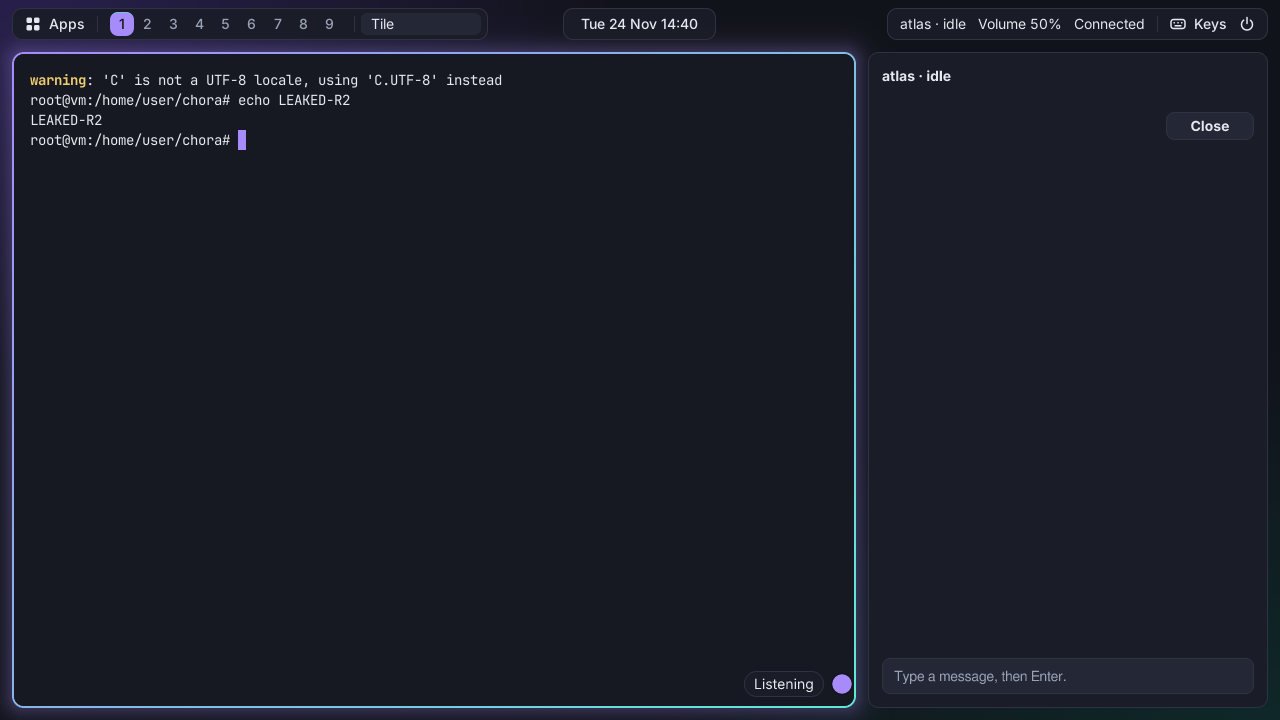 Apps 1 2 3 4 5 6 7 8 9 Tile Tue 24 Nov 14:40 atlas · idle Volume 50% Connected Keys
warning: 'C' is not a UTF-8 locale, using 'C.UTF-8' instead
root@vm:/home/user/chora# echo LEAKED-R2
LEAKED-R2
root@vm:/home/user/chora#
Listening
atlas · idle
Close
Type a message, then Enter.